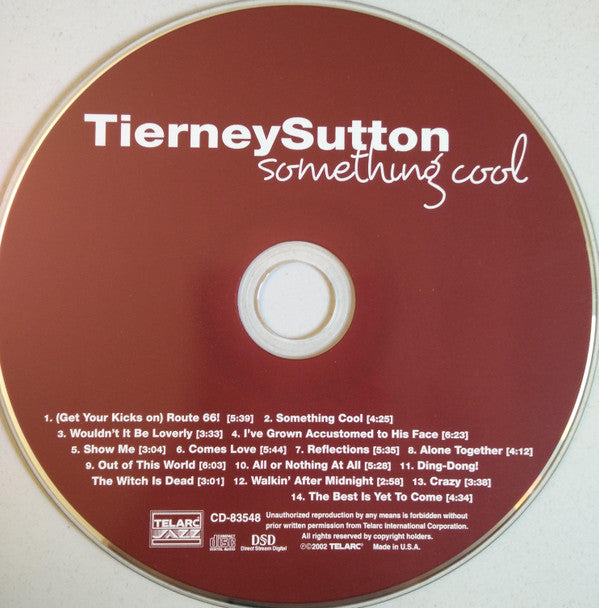 TierneySutton
something cool
1. (Get Your Kicks on) Route 66! [5:39] 2. Something Cool [4:25]
3. Wouldn't It Be Loverly [3:33] 4. I've Grown Accustomed to His Face [6:23]
5. Show Me [3:04] 6. Comes Love [5:44] 7. Reflections [5:35] 8. Alone Together [4:12]
9. Out of This World [6:03] 10. All or Nothing At All [5:28] 11. Ding-Dong!
The Witch Is Dead [3:01] 12. Walkin' After Midnight [2:58] 13. Crazy [3:38]
14. The Best Is Yet To Come [4:34]
TELARC
JAZZ
CD-83548
COMPACT
disc
DIGITAL AUDIO
DSD
Direct Stream Digital
Unauthorized reproduction by any means is forbidden without
prior written permission from Telarc International Corporation.
All rights reserved by copyright holders.
℗©2002 TELARC® Made in U.S.A.